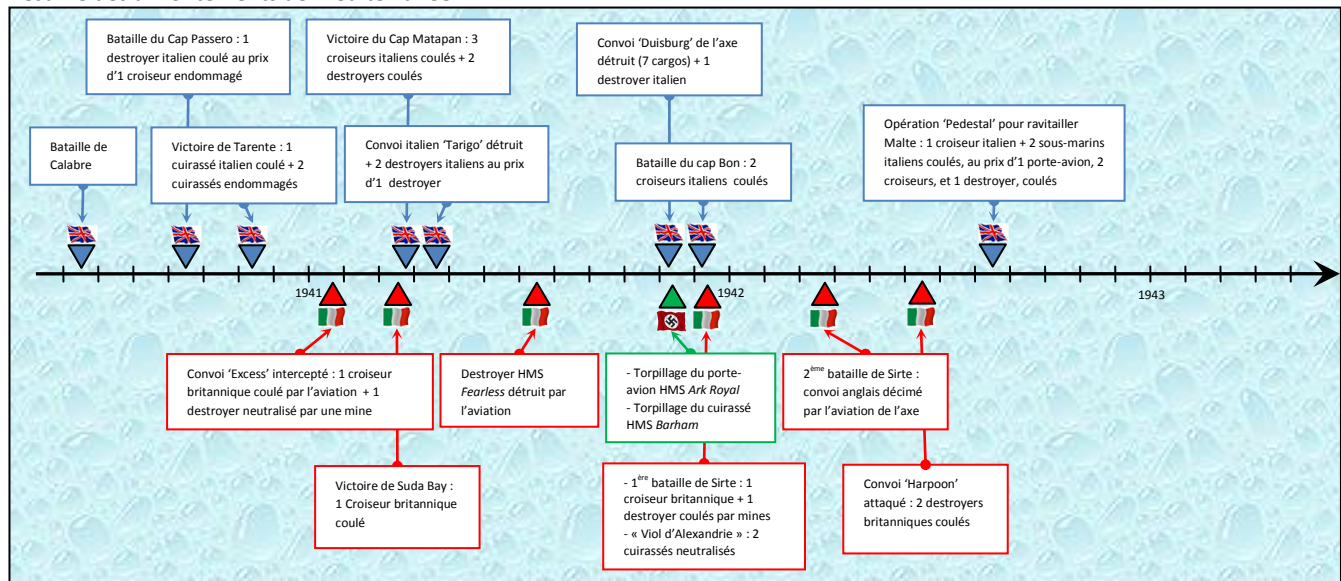 Bataille du Cap Passero : 1
destroyer italien coulé au prix
d’1 croiseur endommagé
Victoire du Cap Matapan : 3
croiseurs italiens coulés + 2
destroyers coulés
Convoi ‘Duisburg’ de l’axe
détruit (7 cargos) + 1
destroyer italien
Bataille de
Calabre
Victoire de Tarente : 1
cuirassé italien coulé + 2
cuirassés endommagés
Convoi italien ‘Tarigo’ détruit
+ 2 destroyers italiens au prix
d’1 destroyer
Bataille du cap Bon : 2
croiseurs italiens coulés
Opération ‘Pedestal’ pour ravitailler
Malte : 1 croiseur italien + 2 sous-marins
italiens coulés, au prix d’1 porte-avion, 2
croiseurs, et 1 destroyer, coulés
1941
1942
1943
Convoi ‘Excess’ intercepté : 1 croiseur
britannique coulé par l’aviation + 1
destroyer neutralisé par une mine
Destroyer HMS
Fearless détruit par
l’aviation
- Torpillage du porte-
avion HMS Ark Royal
- Torpillage du cuirassé
HMS Barham
2ème bataille de Sirte :
convoi anglais décimé
par l’aviation de l’axe
Victoire de Suda Bay :
1 Croiseur britannique
coulé
- 1ère bataille de Sirte : 1
croiseur britannique + 1
destroyer coulés par mines
- « Viol d’Alexandrie » : 2
cuirassés neutralisés
Convoi ‘Harpoon’
attaqué : 2 destroyers
britanniques coulés